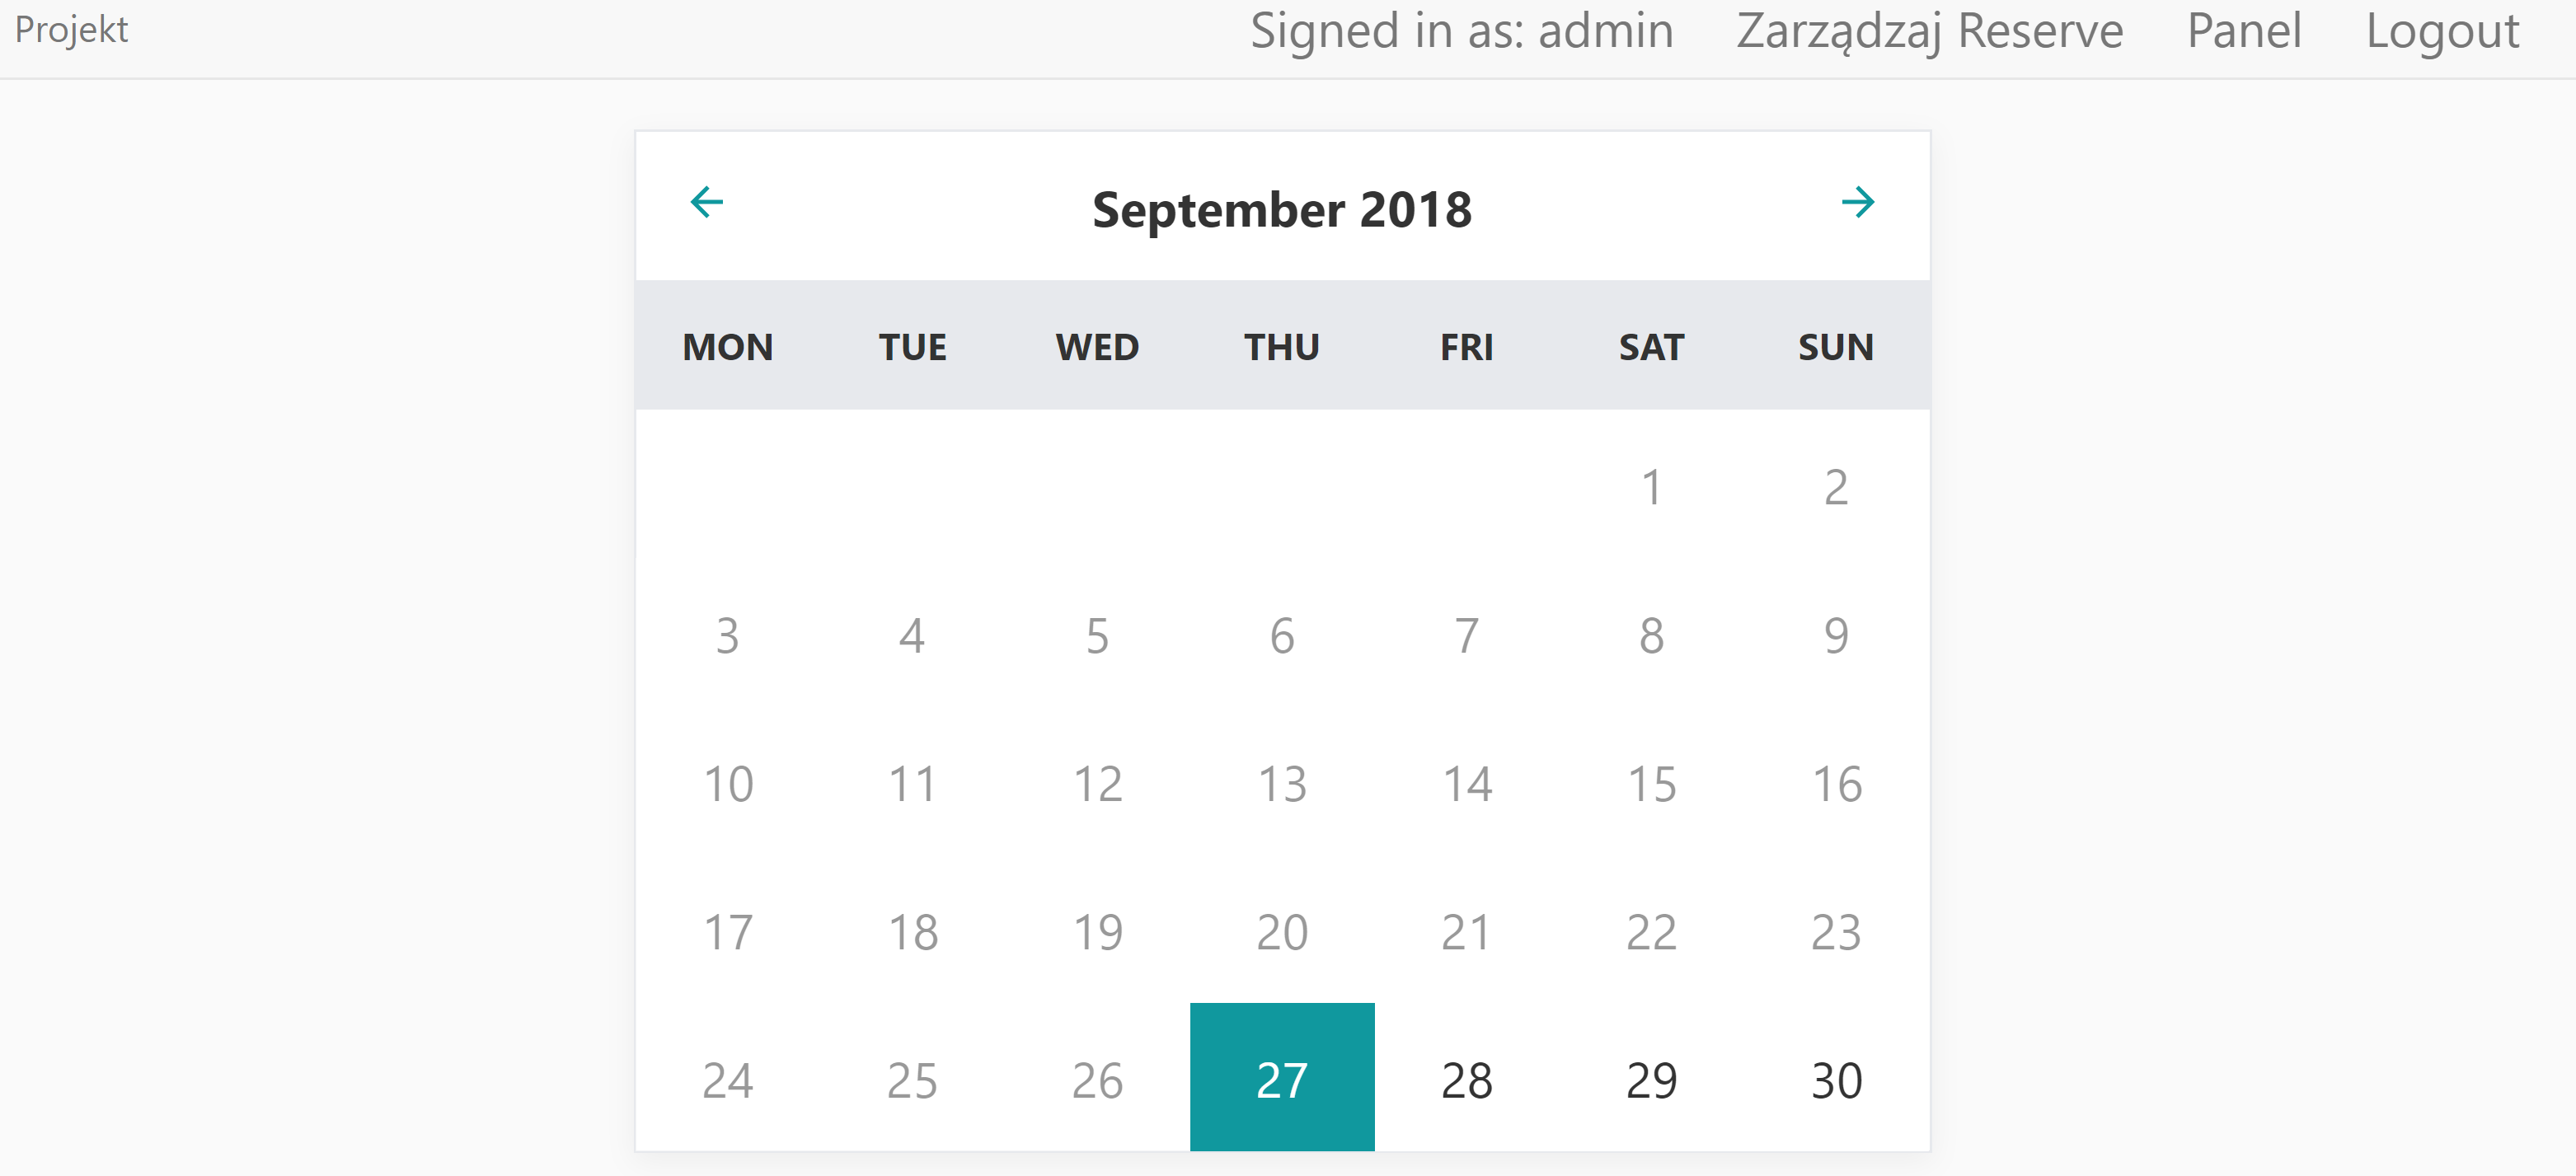 Projekt Signed in as: admin Zarządzaj Reserve Panel Logout
September 2018
MON TUE WED THU FRI SAT SUN
1 2
3 4 5 6 7 8 9
10 11 12 13 14 15 16
17 18 19 20 21 22 23
24 25 26 27 28 29 30